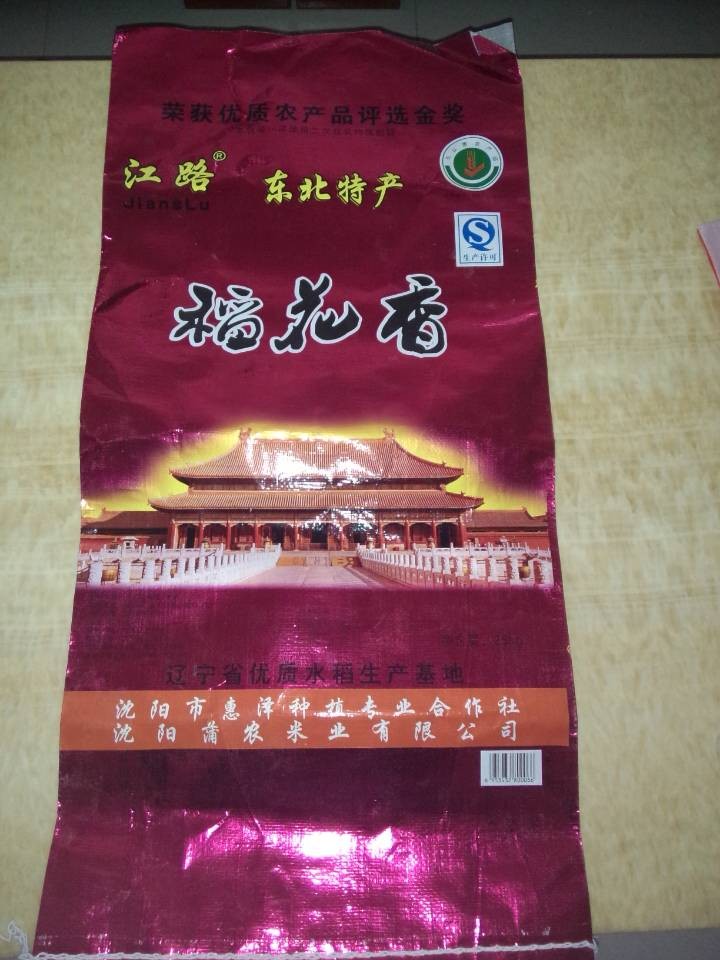 荣获优质农产品评选金奖
江路®
JiangLu
东北特产
生产许可
稻花香
辽宁省优质水稻生产基地
沈阳市惠泽种植专业合作社
沈阳蒲农米业有限公司